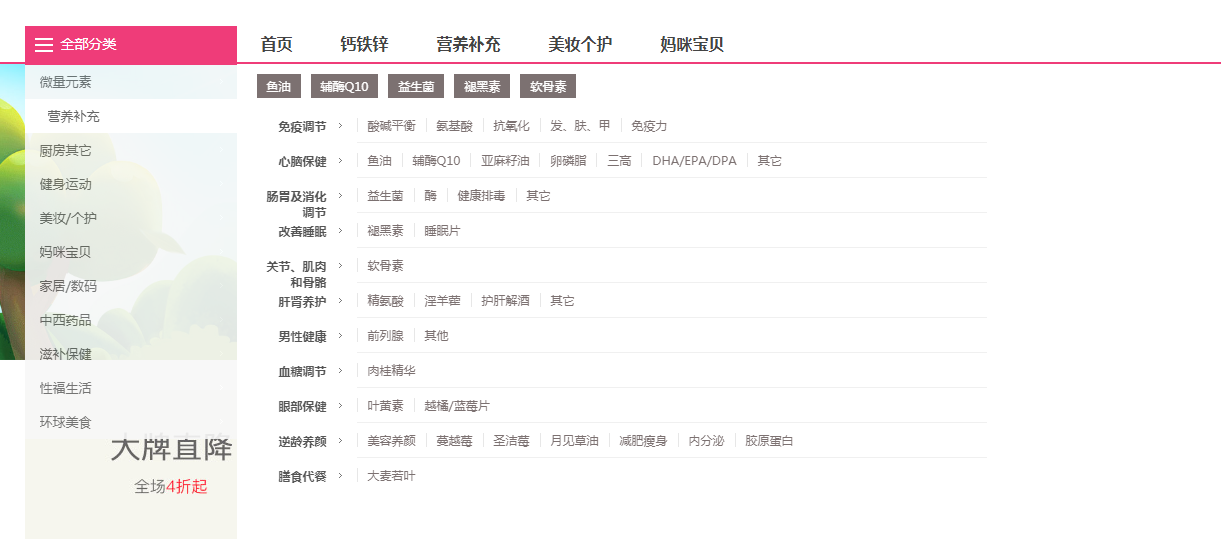 全部分类
首页 钙铁锌 营养补充 美妆个护 妈咪宝贝
微量元素
营养补充
厨房其它
健身运动
美妆/个护
妈咪宝贝
家居/数码
中西药品
滋补保健
性福生活
环球美食
大牌直降
全场4折起
鱼油 辅酶Q10 益生菌 褪黑素 软骨素
免疫调节 > 酸碱平衡 氨基酸 抗氧化 发、肤、甲 免疫力
心脑保健 > 鱼油 辅酶Q10 亚麻籽油 卵磷脂 三高 DHA/EPA/DPA 其它
肠胃及消化 > 益生菌 酶 健康排毒 其它
调节
改善睡眠 > 褪黑素 睡眠片
关节、肌肉 > 软骨素
和骨骼
肝肾养护 > 精氨酸 淫羊藿 护肝解酒 其它
男性健康 > 前列腺 其他
血糖调节 > 肉桂精华
眼部保健 > 叶黄素 越橘/蓝莓片
逆龄养颜 > 美容养颜 蔓越莓 圣洁莓 月见草油 减肥瘦身 内分泌 胶原蛋白
膳食代餐 > 大麦若叶